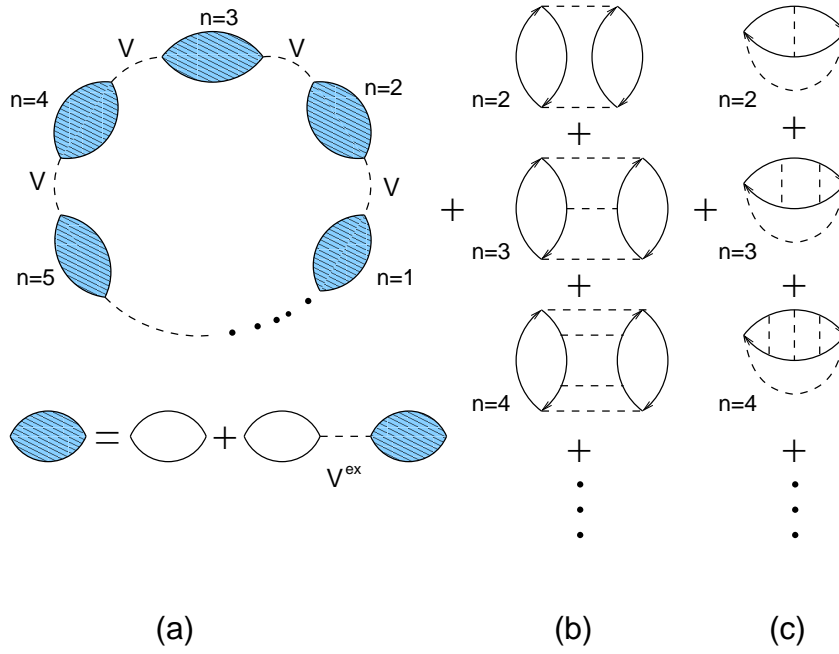 n=3
V
V
n=4
n=2
V
V
n=5
n=1
+
= +
V^ex
n=2
+
n=3
+
n=4
+
+
n=2
+
n=3
+
n=4
+
(a)
(b)
(c)